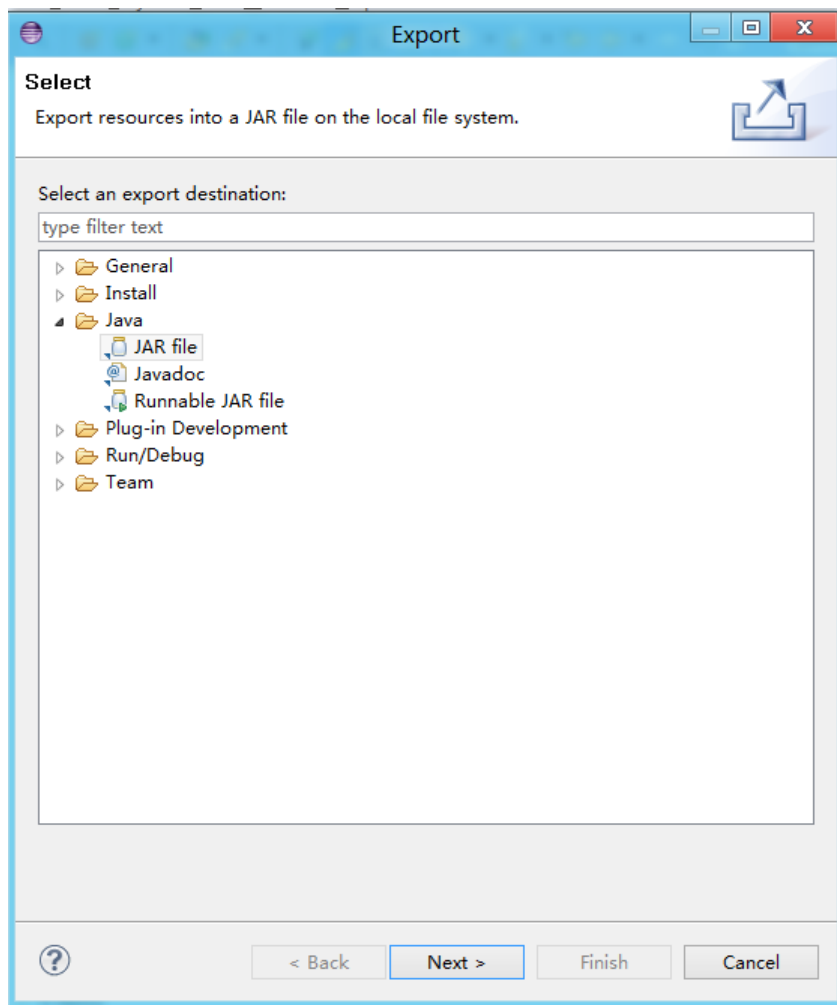 Export
X
Select
Export resources into a JAR file on the local file system.
Select an export destination:
type filter text
General
Install
Java
JAR file
Javadoc
Runnable JAR file
Plug-in Development
Run/Debug
Team
?
< Back Next > Finish Cancel